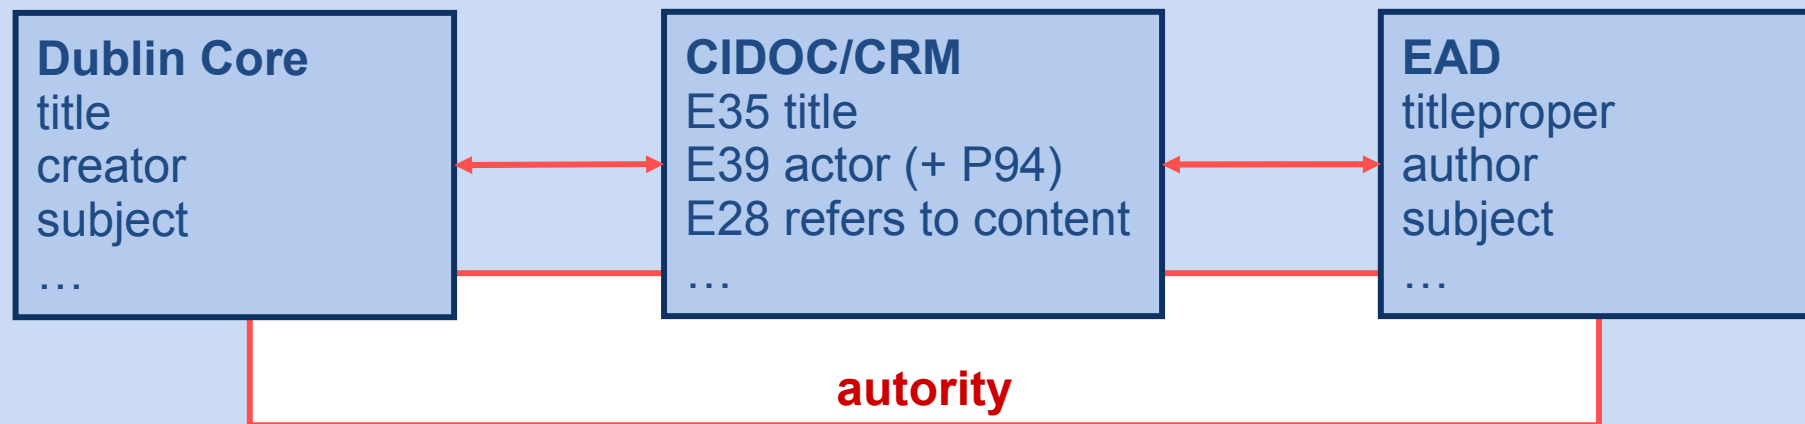 Dublin Core
title
creator
subject
…
CIDOC/CRM
E35 title
E39 actor (+ P94)
E28 refers to content
…
EAD
titleproper
author
subject
…
autority